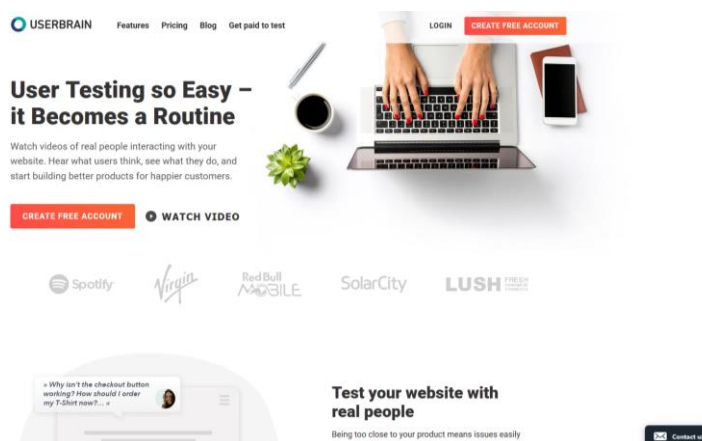 USERBRAIN
Features Pricing Blog Get paid to test
LOGIN CREATE FREE ACCOUNT
User Testing so Easy –
it Becomes a Routine
Watch videos of real people interacting with your
website. Hear what users think, see what they do, and
start building better products for happier customers.
CREATE FREE ACCOUNT WATCH VIDEO
Spotify Virgin Red Bull MOBILE SolarCity LUSH FRESH
» Why isn't the checkout button
working? How should I order
my T-Shirt now?... «
Test your website with
real people
Being too close to your product means issues easily
Contact us